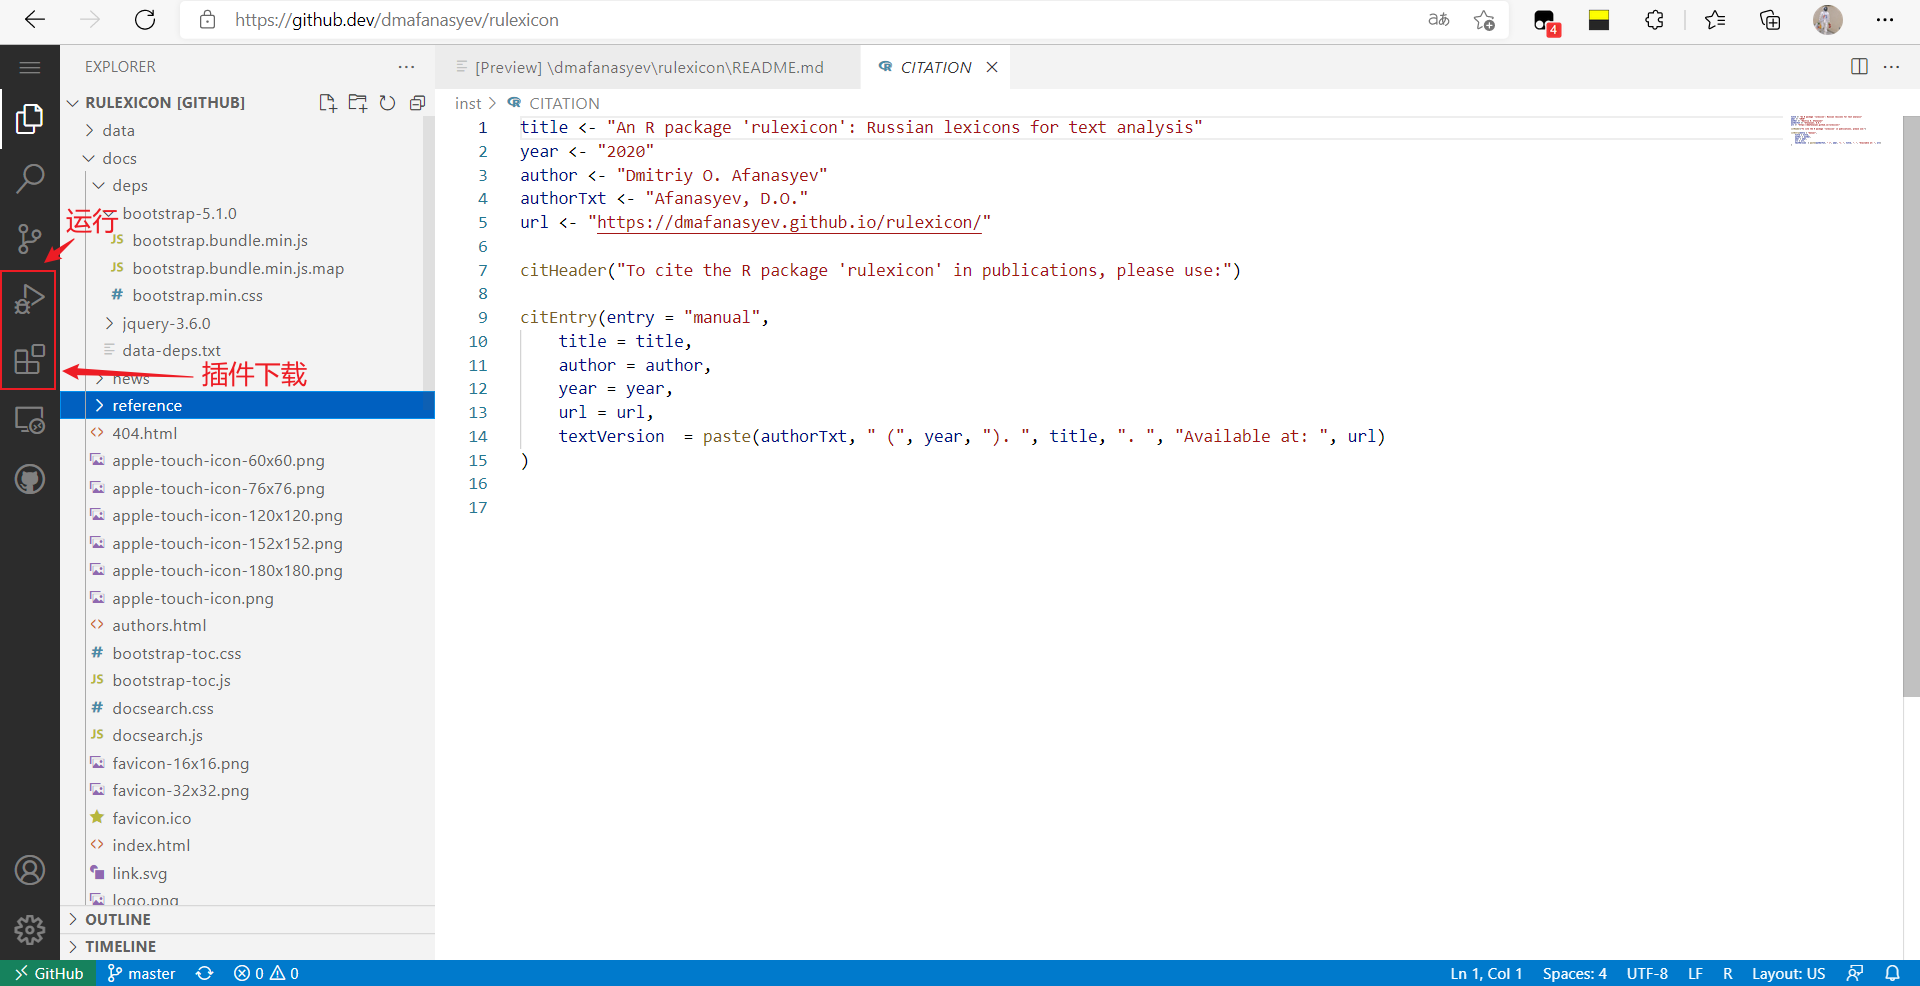 https://github.dev/dmafanasyev/rulexicon
aあ
4
EXPLORER
RULEXICON [GITHUB]
data
docs
deps
bootstrap-5.1.0
JS bootstrap.bundle.min.js
JS bootstrap.bundle.min.js.map
# bootstrap.min.css
jquery-3.6.0
data-deps.txt
news
reference
404.html
apple-touch-icon-60x60.png
apple-touch-icon-76x76.png
apple-touch-icon-120x120.png
apple-touch-icon-152x152.png
apple-touch-icon-180x180.png
apple-touch-icon.png
authors.html
# bootstrap-toc.css
JS bootstrap-toc.js
# docsearch.css
JS docsearch.js
favicon-16x16.png
favicon-32x32.png
favicon.ico
index.html
link.svg
logo.png
OUTLINE
TIMELINE
运行
插件下载
[Preview] \dmafanasyev\rulexicon\README.md
CITATION
inst > CITATION
1 title <- "An R package 'rulexicon': Russian lexicons for text analysis"
2 year <- "2020"
3 author <- "Dmitriy O. Afanasyev"
4 authorTxt <- "Afanasyev, D.O."
5 url <- "https://dmafanasyev.github.io/rulexicon/"
6
7 citHeader("To cite the R package 'rulexicon' in publications, please use:")
8
9 citEntry(entry = "manual",
10 title = title,
11 author = author,
12 year = year,
13 url = url,
14 textVersion  = paste(authorTxt, " (", year, "). ", title, ". ", "Available at: ", url)
15 )
16
17
GitHub master 0 0 Ln 1, Col 1 Spaces: 4 UTF-8 LF R Layout: US